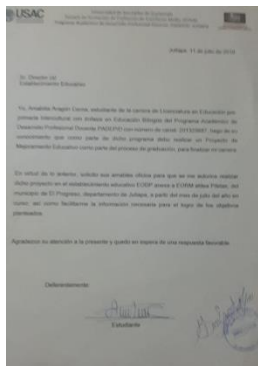 USAC
Universidad de San Carlos de Guatemala
Jutiapa, 11 de julio de 2019
Sr. Director (a)
Establecimiento Educativo
Yo, Amabilia Aragón estudiante de la carrera de Licenciatura en Educación
primaria Intercultural con énfasis en Educación Bilingüe del Programa Académico de
Desarrollo Profesional Docente PADEP/D con número de carné: hago de su
conocimiento que como parte de dicho programa debo realizar un Proyecto de
Mejoramiento Educativo como parte del proceso de graduación, para finalizar mi carrera.
En virtud de lo anterior, solicito sus amables oficios para que se me autorice realizar
dicho proyecto en el establecimiento educativo EODP anexa a EORM aldea
del municipio de El Progreso, departamento de Jutiapa, a partir del mes de julio del año en
curso; así como facilitarme la información necesaria para el logro de los objetivos
planteados.
Agradezco su atención a la presente y quedo en espera de una respuesta favorable.
Deferentemente:
Estudiante